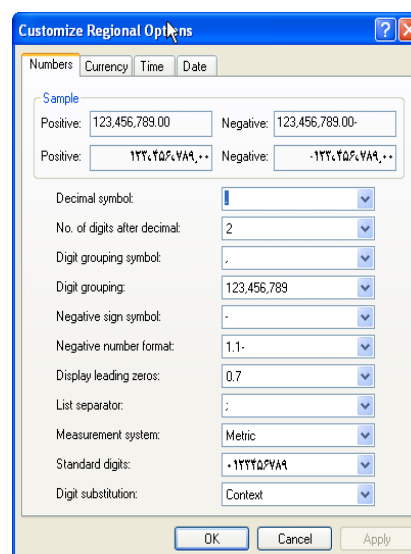 Customize Regional Options
Numbers Currency Time Date
Sample
Positive: 123,456,789.00 Negative: 123,456,789.00-
Positive: ۱۲۳،۴۵۶،۷۸۹٫۰۰ Negative: -۱۲۳،۴۵۶،۷۸۹٫۰۰
Decimal symbol: .
No. of digits after decimal: 2
Digit grouping symbol: ,
Digit grouping: 123,456,789
Negative sign symbol: -
Negative number format: 1.1-
Display leading zeros: 0.7
List separator: ;
Measurement system: Metric
Standard digits: ۰۱۲۳۴۵۶۷۸۹
Digit substitution: Context
OK Cancel Apply